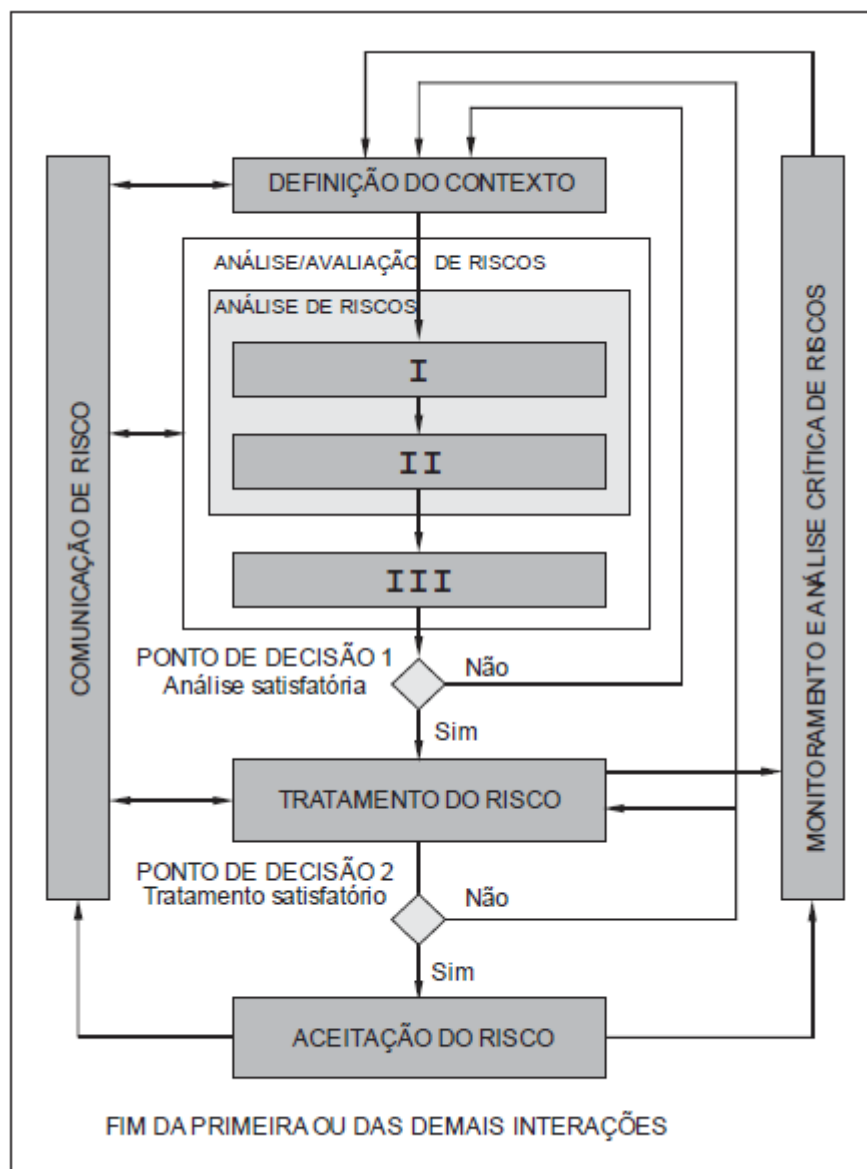 DEFINIÇÃO DO CONTEXTO
ANÁLISE/AVALIAÇÃO DE RISCOS
ANÁLISE DE RISCOS
I
II
III
PONTO DE DECISÃO 1
Análise satisfatória
Não
Sim
TRATAMENTO DO RISCO
PONTO DE DECISÃO 2
Tratamento satisfatório
Não
Sim
ACEITAÇÃO DO RISCO
COMUNICAÇÃO DE RISCO
MONITORAMENTO E ANÁLISE CRÍTICA DE RISCOS
FIM DA PRIMEIRA OU DAS DEMAIS INTERAÇÕES